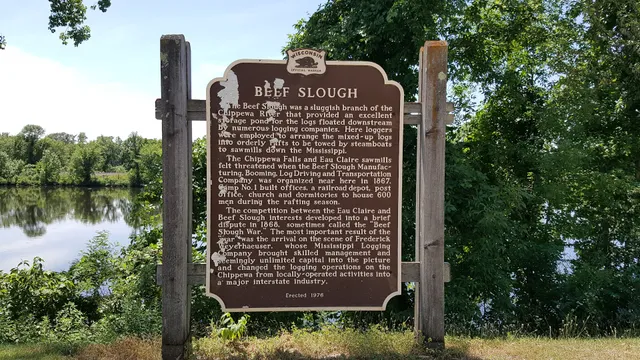 WISCONSIN
OFFICIAL MARKER
BEEF SLOUGH
The Beef Slough was a sluggish branch of the
Chippewa River that provided an excellent
storage pond for the logs floated downstream
by numerous logging companies. Here loggers
were employed to arrange the mixed-up logs
into orderly rafts to be towed by steamboats
to sawmills down the Mississippi.
The Chippewa Falls and Eau Claire sawmills
felt threatened when the Beef Slough Manufac-
turing, Booming, Log Driving and Transportation
Company was organized near here in 1867.
Camp No. 1 built offices, a railroad depot, post
office, church and dormitories to house 600
men during the rafting season.
The competition between the Eau Claire and
Beef Slough interests developed into a brief
dispute in 1868, sometimes called the "Beef
Slough War." The most important result of the
"war" was the arrival on the scene of Frederick
Weyerhaeuser, whose Mississippi Logging
Company brought skilled management and
seemingly unlimited capital into the picture
and changed the logging operations on the
Chippewa from locally-operated activities into
a major interstate industry.
Erected 1976